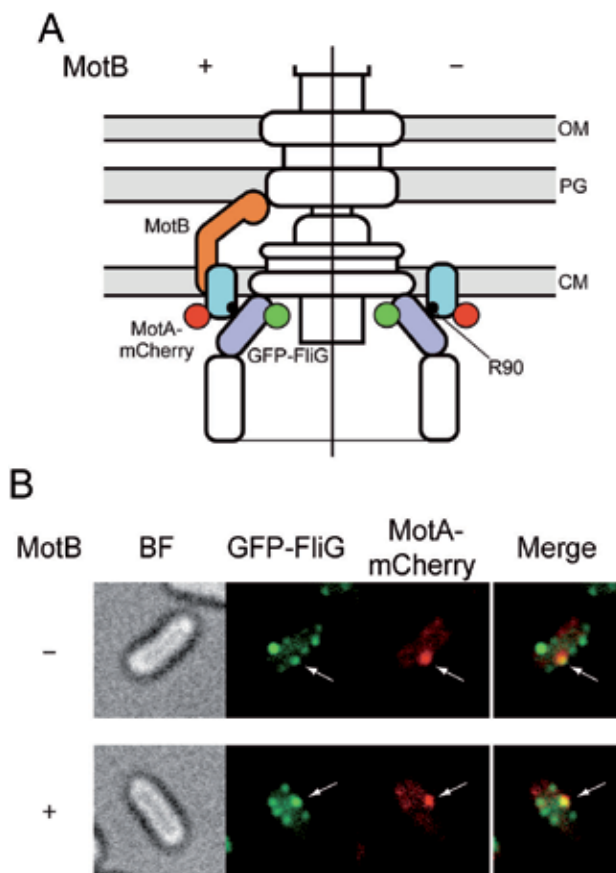 A
MotB + −
OM
PG
MotB
CM
MotA-
mCherry
GFP-FliG
R90
B
MotB BF GFP-FliG MotA-
mCherry Merge
−
+